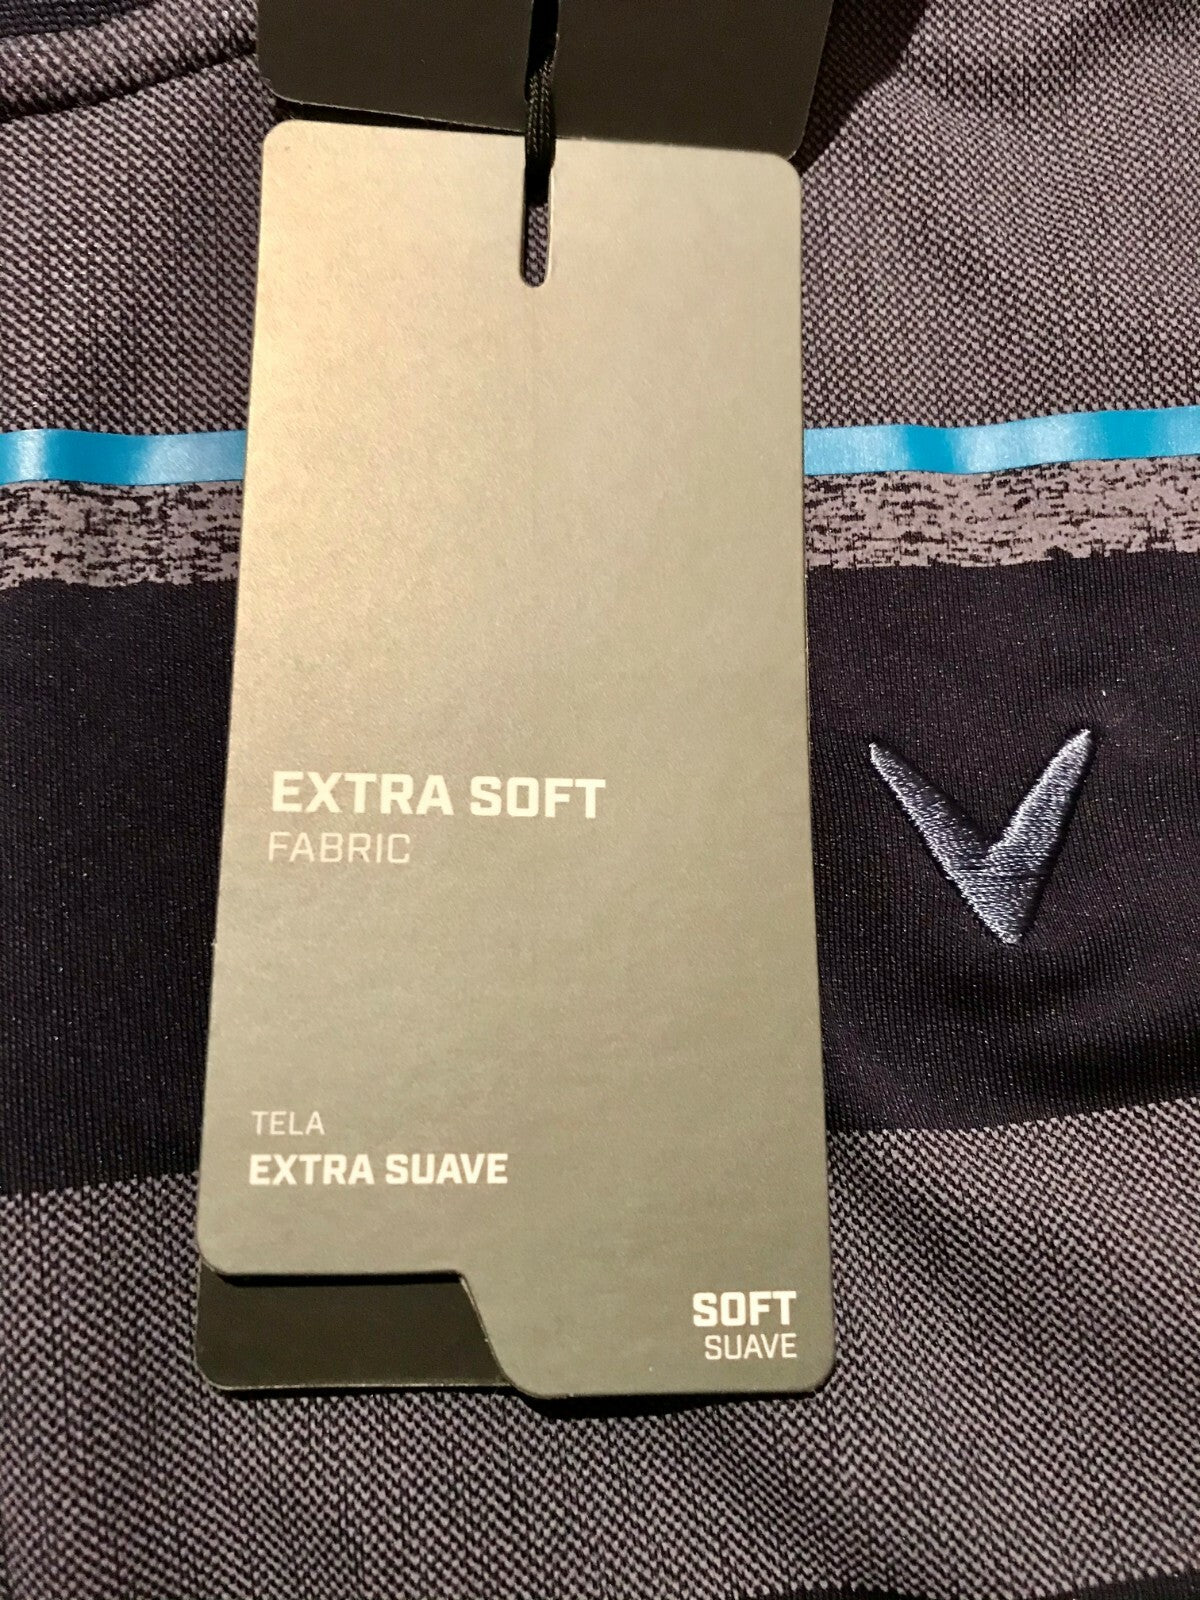 EXTRA SOFT
FABRIC
TELA
EXTRA SUAVE
SOFT
SUAVE